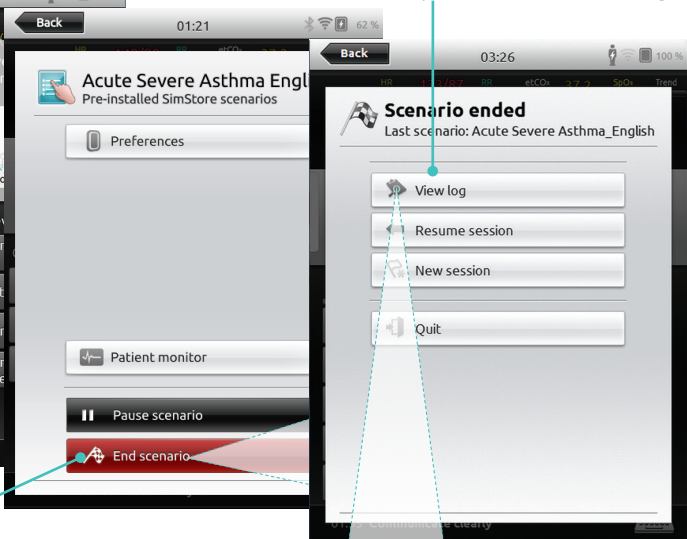 Back
01:21
62 %
Acute Severe Asthma Engl
Pre-installed SimStore scenarios
Preferences
Patient monitor
Pause scenario
End scenario
Back
03:26
100 %
HR
RR
etCO₂
37.2
SpO₂
Trend
Scenario ended
Last scenario: Acute Severe Asthma_English
View log
Resume session
New session
Quit
Communicate clearly